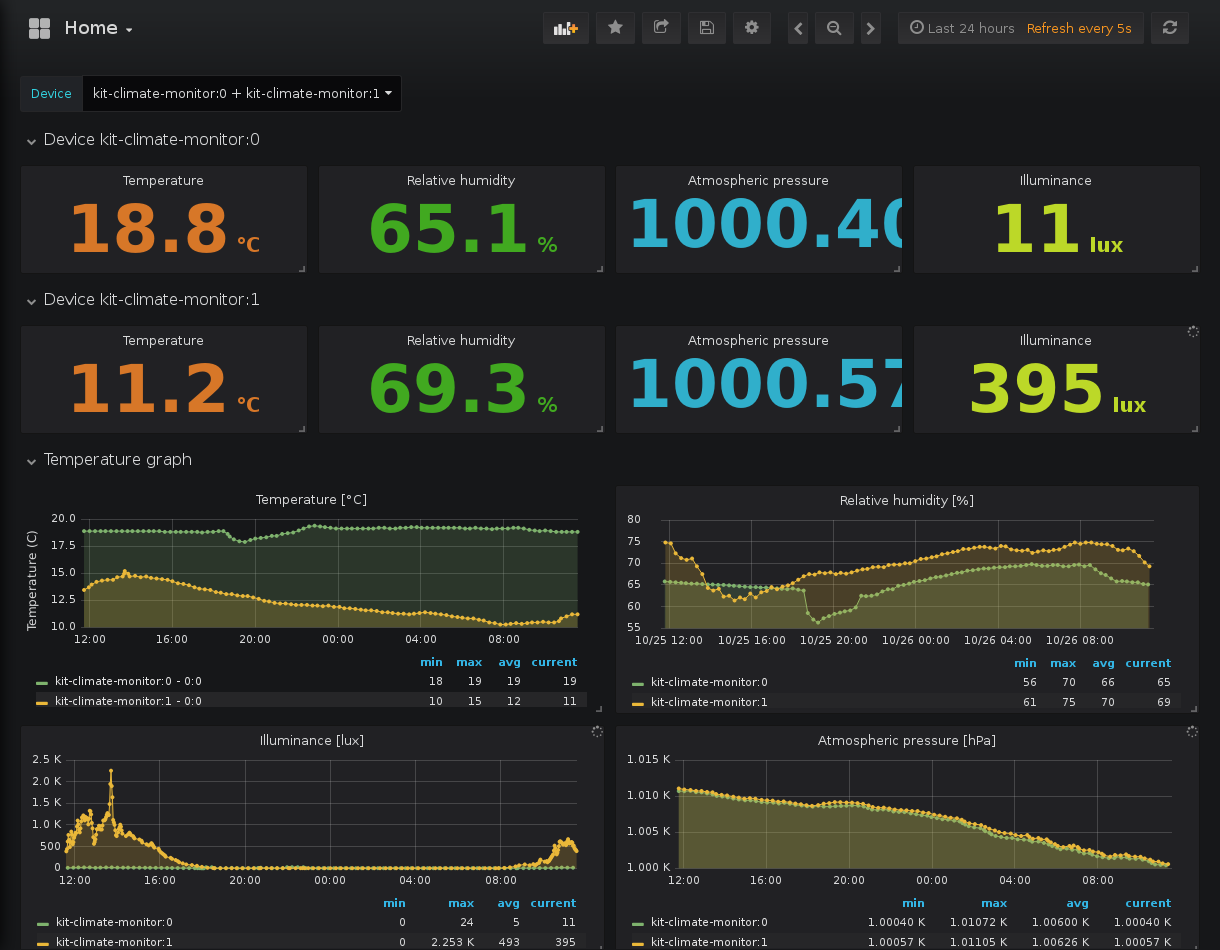 Home
Last 24 hours Refresh every 5s
Device kit-climate-monitor:0 + kit-climate-monitor:1
Device kit-climate-monitor:0
Temperature Relative humidity Atmospheric pressure Illuminance
18.8 °C 65.1 % 1000.40 11 lux
Device kit-climate-monitor:1
Temperature Relative humidity Atmospheric pressure Illuminance
11.2 °C 69.3 % 1000.57 395 lux
Temperature graph
Temperature [°C]
Temperature (C)
20.0
17.5
15.0
12.5
10.0
12:00 16:00 20:00 00:00 04:00 08:00
min max avg current
kit-climate-monitor:0 - 0:0 18 19 19 19
kit-climate-monitor:1 - 0:0 10 15 12 11
Relative humidity [%]
80
75
70
65
60
55
10/25 12:00 10/25 16:00 10/25 20:00 10/26 00:00 10/26 04:00 10/26 08:00
min max avg current
kit-climate-monitor:0 56 70 66 65
kit-climate-monitor:1 61 75 70 69
Illuminance [lux]
2.5 K
2.0 K
1.5 K
1.0 K
500
0
12:00 16:00 20:00 00:00 04:00 08:00
min max avg current
kit-climate-monitor:0 0 24 5 11
kit-climate-monitor:1 0 2.253 K 493 395
Atmospheric pressure [hPa]
1.015 K
1.010 K
1.005 K
1.000 K
12:00 16:00 20:00 00:00 04:00 08:00
min max avg current
kit-climate-monitor:0 1.00040 K 1.01072 K 1.00600 K 1.00040 K
kit-climate-monitor:1 1.00057 K 1.01105 K 1.00626 K 1.00057 K